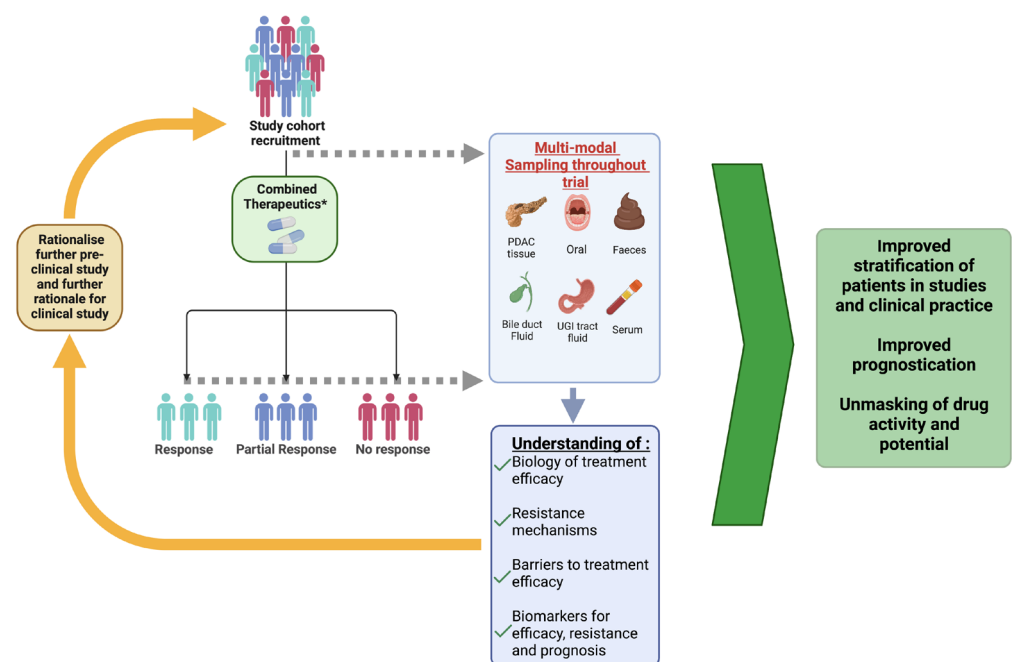 Study cohort
recruitment
Combined
Therapeutics*
Response
Partial Response
No response
Rationalise
further pre-
clinical study
and further
rationale for
clinical study
Multi-modal
Sampling throughout
trial
PDAC
tissue
Oral
Faeces
Bile duct
Fluid
UGI tract
fluid
Serum
Understanding of :
Biology of treatment
efficacy
Resistance
mechanisms
Barriers to treatment
efficacy
Biomarkers for
efficacy, resistance
and prognosis
Improved
stratification of
patients in studies
and clinical practice
Improved
prognostication
Unmasking of drug
activity and
potential